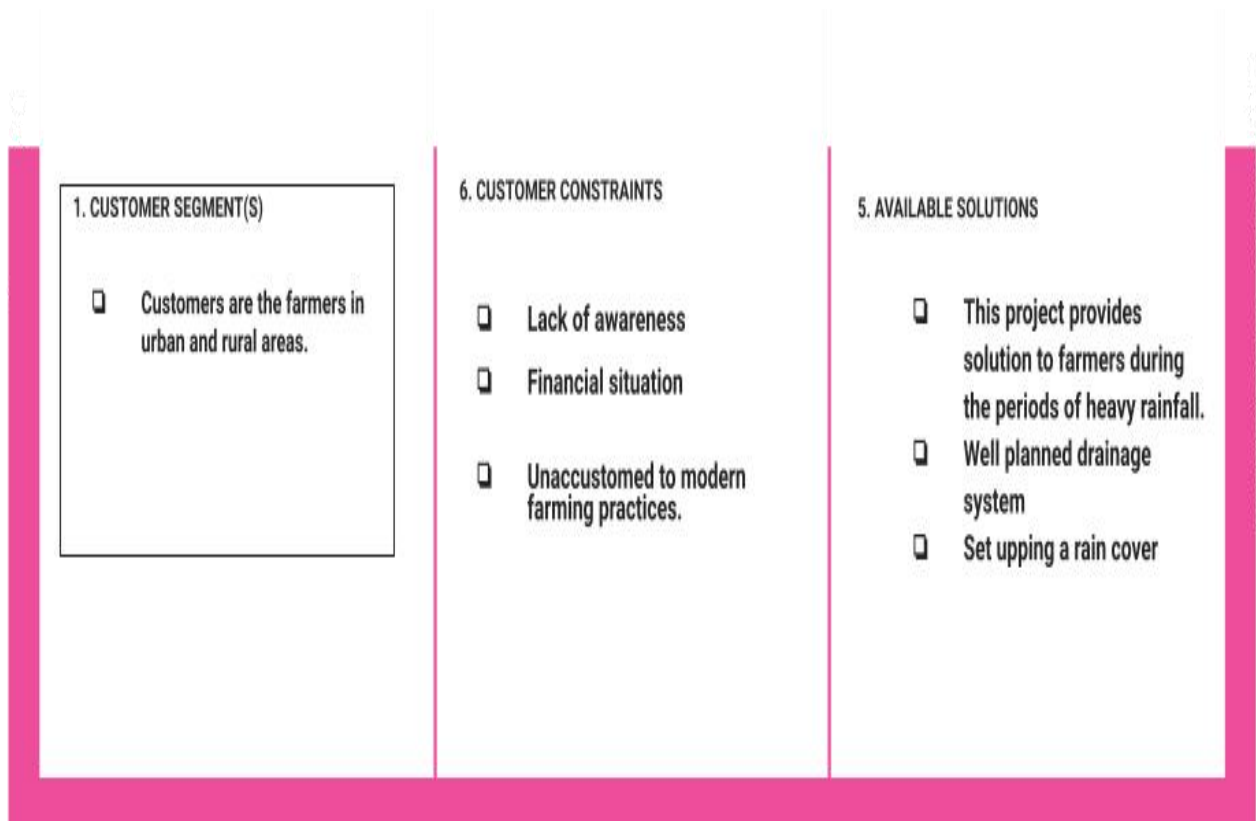 1. CUSTOMER SEGMENT(S)
❏ Customers are the farmers in
urban and rural areas.
6. CUSTOMER CONSTRAINTS
❏ Lack of awareness
❏ Financial situation
❏ Unaccustomed to modern
farming practices.
5. AVAILABLE SOLUTIONS
❏ This project provides
solution to farmers during
the periods of heavy rainfall.
❏ Well planned drainage
system
❏ Set upping a rain cover